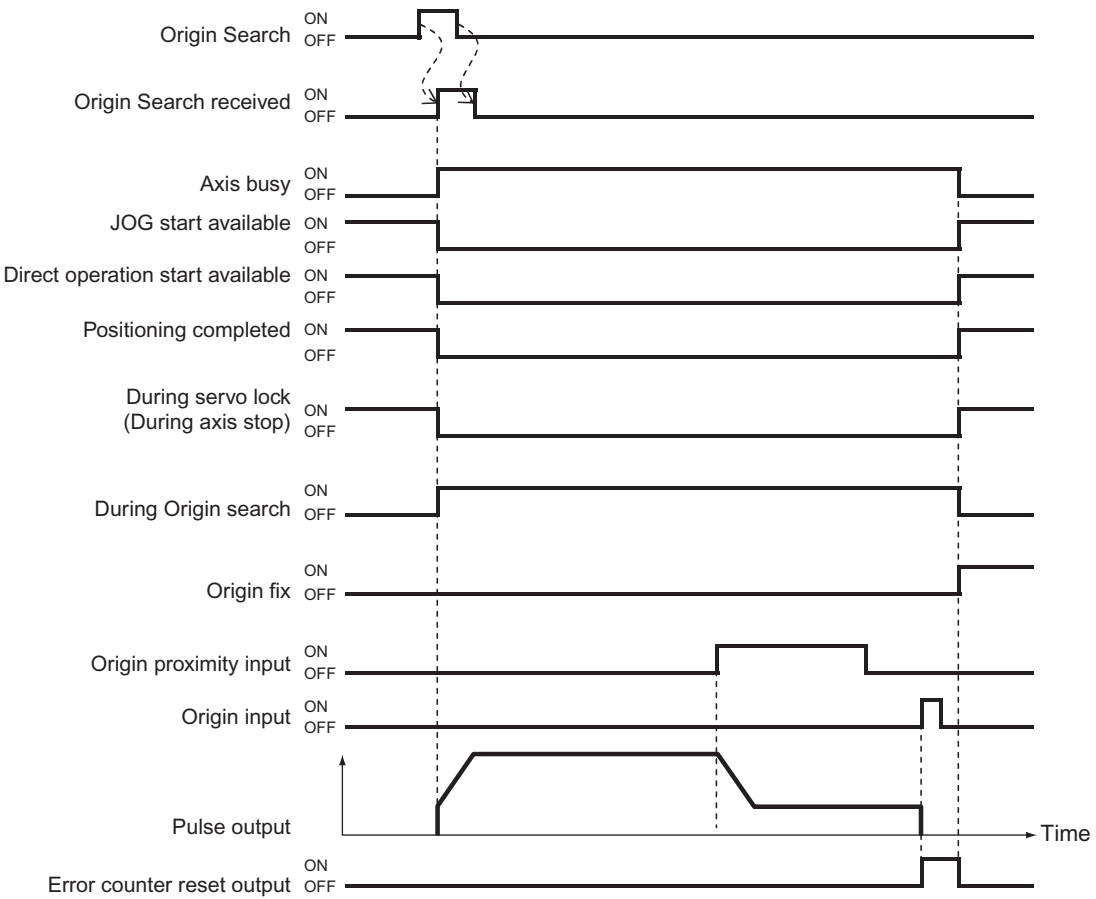 ON
Origin Search
OFF
ON
Origin Search received
OFF
ON
Axis busy
OFF
JOG start available ON
OFF
Direct operation start available ON
OFF
Positioning completed ON
OFF
During servo lock
(During axis stop)
ON
OFF
ON
During Origin search
OFF
ON
Origin fix OFF
ON
Origin proximity input
OFF
ON
Origin input
OFF
Pulse output
Time
ON
Error counter reset output OFF